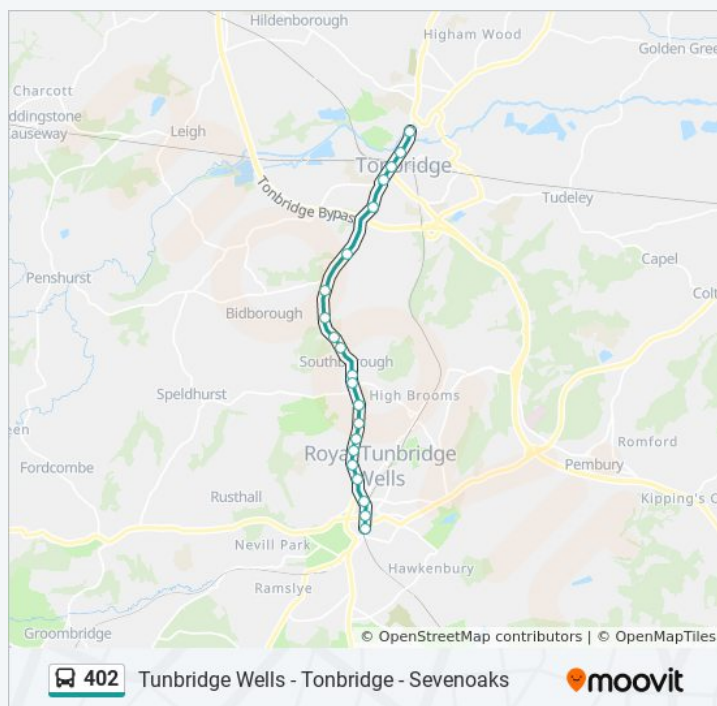 Hildenborough
Higham Wood
Golden Gree
Charcott
ddingstone
Causeway
Leigh
Tonbridge
Tonbridge Bypass
Tudeley
Penshurst
Capel
Colt
Bidborough
Southborough
Speldhurst
High Brooms
een
Romford
Royal Tunbridge
Wells
Fordcombe
Pembury
Rusthall
Kipping's C
Nevill Park
Hawkenbury
Ramslye
Groombridge
© OpenStreetMap contributors | © OpenMapTiles
402 Tunbridge Wells - Tonbridge - Sevenoaks
moovit